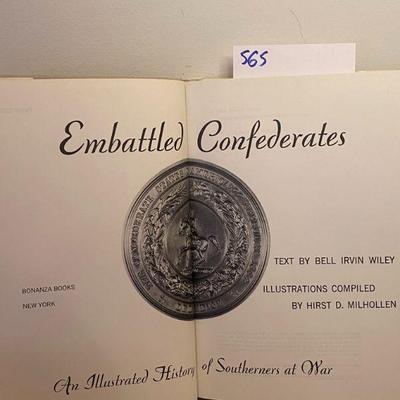 565
Embattled Confederates
TEXT BY BELL IRVIN WILEY
ILLUSTRATIONS COMPILED
BY HIRST D. MILHOLLEN
BONANZA BOOKS
NEW YORK
An Illustrated History of Southerners at War